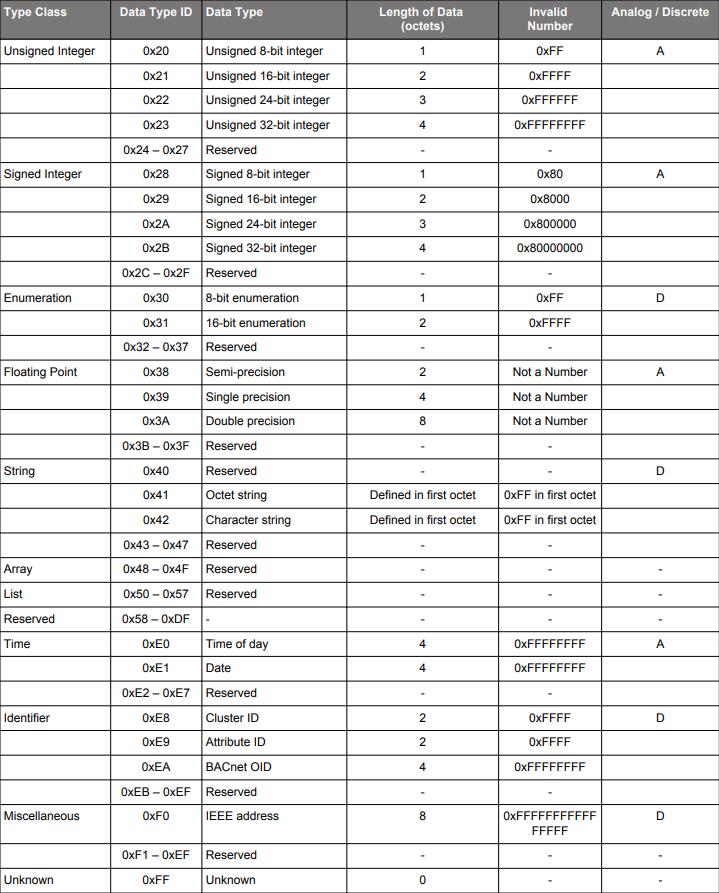 Type Class Data Type ID Data Type Length of Data (octets) Invalid Number Analog / Discrete
Unsigned Integer 0x20 Unsigned 8-bit integer 1 0xFF A
0x21 Unsigned 16-bit integer 2 0xFFFF
0x22 Unsigned 24-bit integer 3 0xFFFFFF
0x23 Unsigned 32-bit integer 4 0xFFFFFFFF
0x24 – 0x27 Reserved - -
Signed Integer 0x28 Signed 8-bit integer 1 0x80 A
0x29 Signed 16-bit integer 2 0x8000
0x2A Signed 24-bit integer 3 0x800000
0x2B Signed 32-bit integer 4 0x80000000
0x2C – 0x2F Reserved - -
Enumeration 0x30 8-bit enumeration 1 0xFF D
0x31 16-bit enumeration 2 0xFFFF
0x32 – 0x37 Reserved - -
Floating Point 0x38 Semi-precision 2 Not a Number A
0x39 Single precision 4 Not a Number
0x3A Double precision 8 Not a Number
0x3B – 0x3F Reserved - -
String 0x40 Reserved - - D
0x41 Octet string Defined in first octet 0xFF in first octet
0x42 Character string Defined in first octet 0xFF in first octet
0x43 – 0x47 Reserved - -
Array 0x48 – 0x4F Reserved - - -
List 0x50 – 0x57 Reserved - - -
Reserved 0x58 – 0xDF - - - -
Time 0xE0 Time of day 4 0xFFFFFFFF A
0xE1 Date 4 0xFFFFFFFF
0xE2 – 0xE7 Reserved - -
Identifier 0xE8 Cluster ID 2 0xFFFF D
0xE9 Attribute ID 2 0xFFFF
0xEA BACnet OID 4 0xFFFFFFFF
0xEB – 0xEF Reserved - -
Miscellaneous 0xF0 IEEE address 8 0xFFFFFFFFFFF D
FFFFF
0xF1 – 0xEF Reserved - - -
Unknown 0xFF Unknown 0 - -